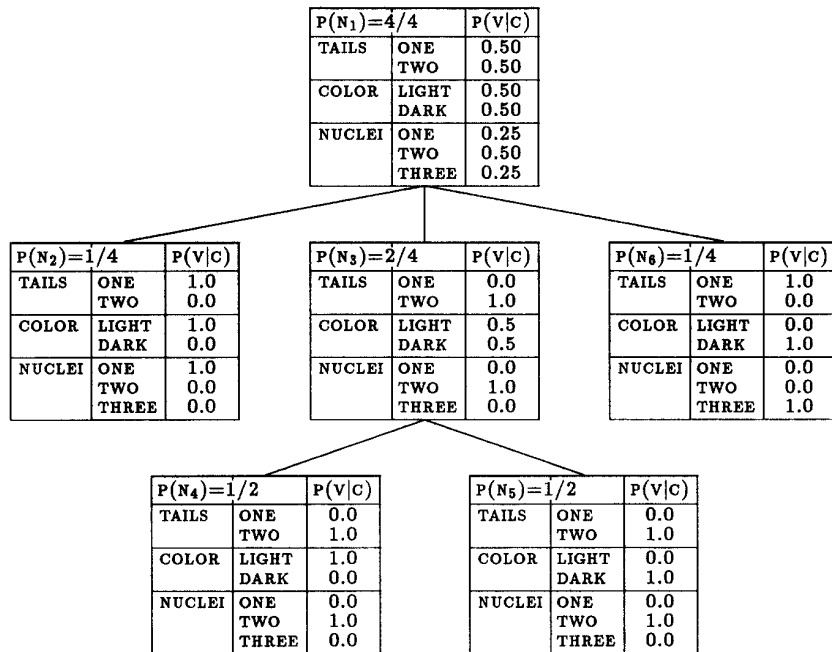 P(N₁)=4/4 P(V|C)
TAILS ONE 0.50
TWO 0.50
COLOR LIGHT 0.50
DARK 0.50
NUCLEI ONE 0.25
TWO 0.50
THREE 0.25
P(N₂)=1/4 P(V|C)
TAILS ONE 1.0
TWO 0.0
COLOR LIGHT 1.0
DARK 0.0
NUCLEI ONE 1.0
TWO 0.0
THREE 0.0
P(N₃)=2/4 P(V|C)
TAILS ONE 0.0
TWO 1.0
COLOR LIGHT 0.5
DARK 0.5
NUCLEI ONE 0.0
TWO 1.0
THREE 0.0
P(N₆)=1/4 P(V|C)
TAILS ONE 1.0
TWO 0.0
COLOR LIGHT 0.0
DARK 1.0
NUCLEI ONE 0.0
TWO 0.0
THREE 1.0
P(N₄)=1/2 P(V|C)
TAILS ONE 0.0
TWO 1.0
COLOR LIGHT 1.0
DARK 0.0
NUCLEI ONE 0.0
TWO 1.0
THREE 0.0
P(N₅)=1/2 P(V|C)
TAILS ONE 0.0
TWO 1.0
COLOR LIGHT 0.0
DARK 1.0
NUCLEI ONE 0.0
TWO 1.0
THREE 0.0